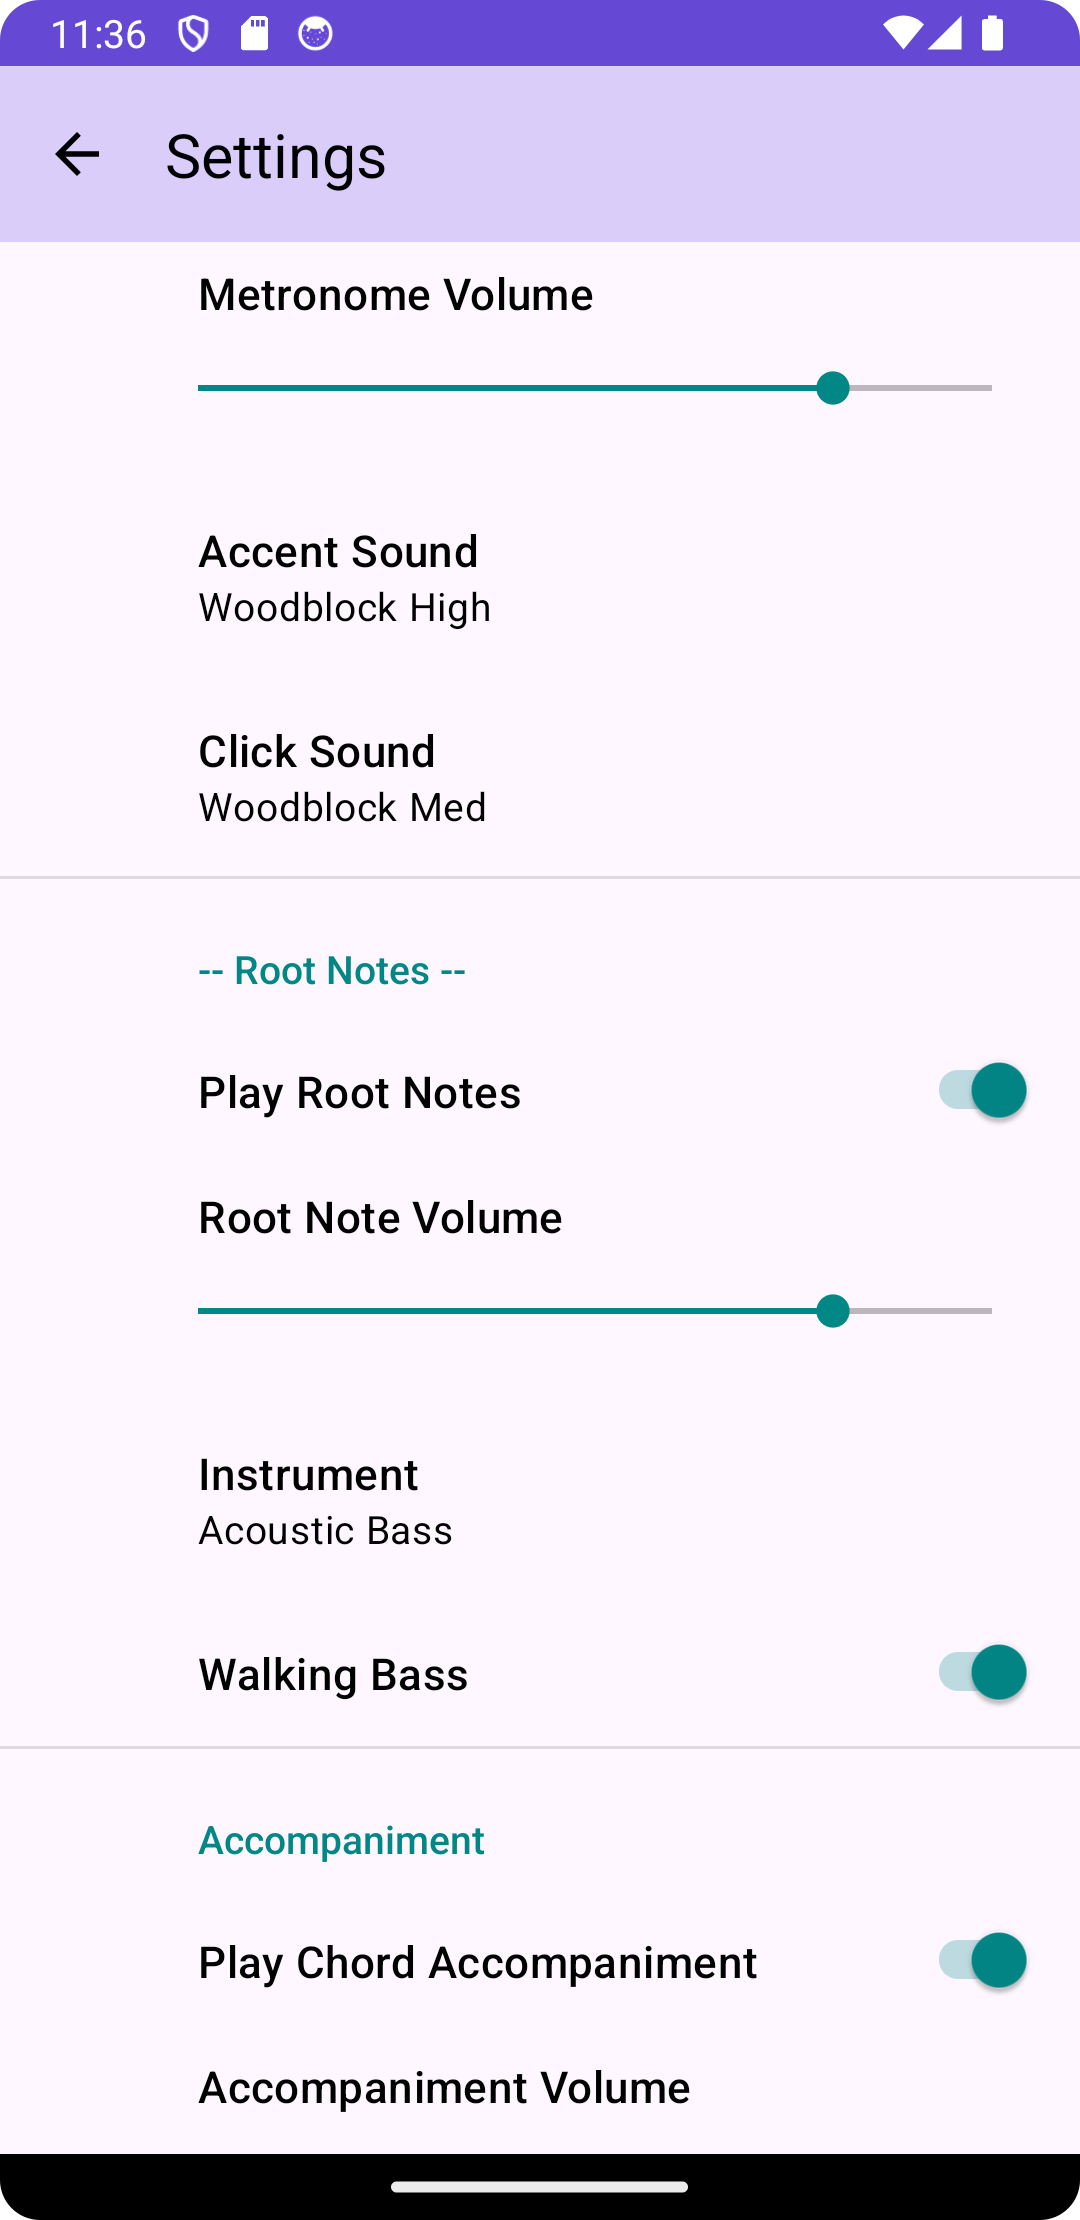 11:36
Settings
Metronome Volume
Accent Sound
Woodblock High
Click Sound
Woodblock Med
-- Root Notes --
Play Root Notes
Root Note Volume
Instrument
Acoustic Bass
Walking Bass
Accompaniment
Play Chord Accompaniment
Accompaniment Volume